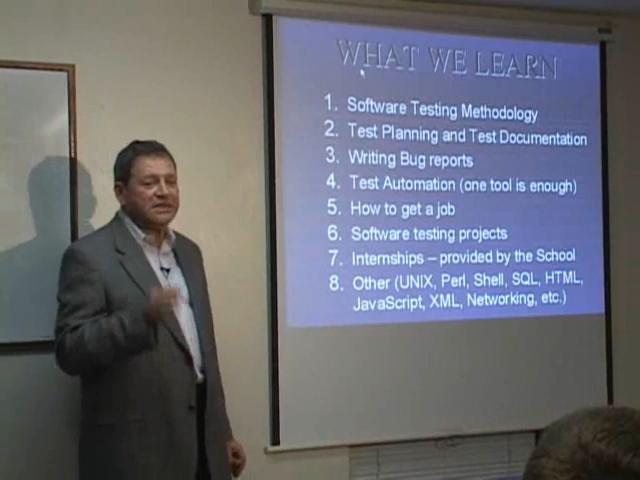 WHAT WE LEARN
1. Software Testing Methodology
2. Test Planning and Test Documentation
3. Writing Bug reports
4. Test Automation (one tool is enough)
5. How to get a job
6. Software testing projects
7. Internships – provided by the School
8. Other (UNIX, Perl, Shell, SQL, HTML,
JavaScript, XML, Networking, etc.)